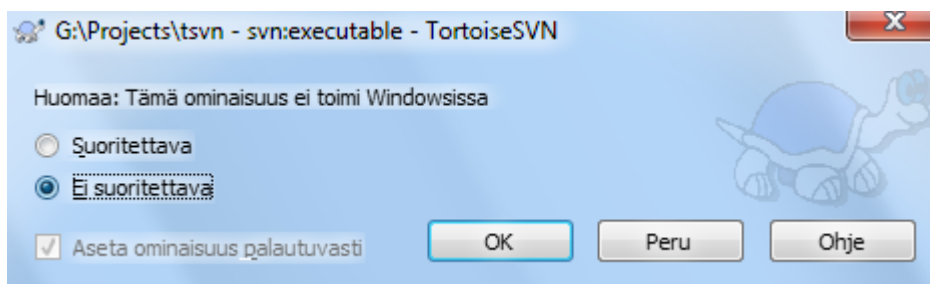 G:\Projects\tsvn - svn:executable - TortoiseSVN
Huomaa: Tämä ominaisuus ei toimi Windowsissa
Suoritettava
Ei suoritettava
Aseta ominaisuus palautuvasti
OK Peru Ohje